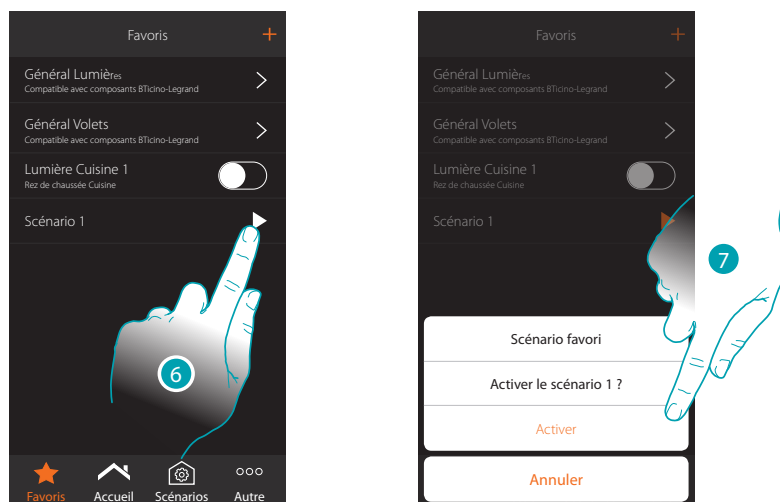 Favoris +
Général Lumières
Compatible avec composants BTicino-Legrand
Général Volets
Compatible avec composants BTicino-Legrand
Lumière Cuisine 1
Rez de chaussée Cuisine
Scénario 1
6
Favoris Accueil Scénarios Autre
Favoris +
Général Lumières
Compatible avec composants BTicino-Legrand
Général Volets
Compatible avec composants BTicino-Legrand
Lumière Cuisine 1
Rez de chaussée Cuisine
Scénario 1
7
Scénario favori
Activer le scénario 1 ?
Activer
Annuler